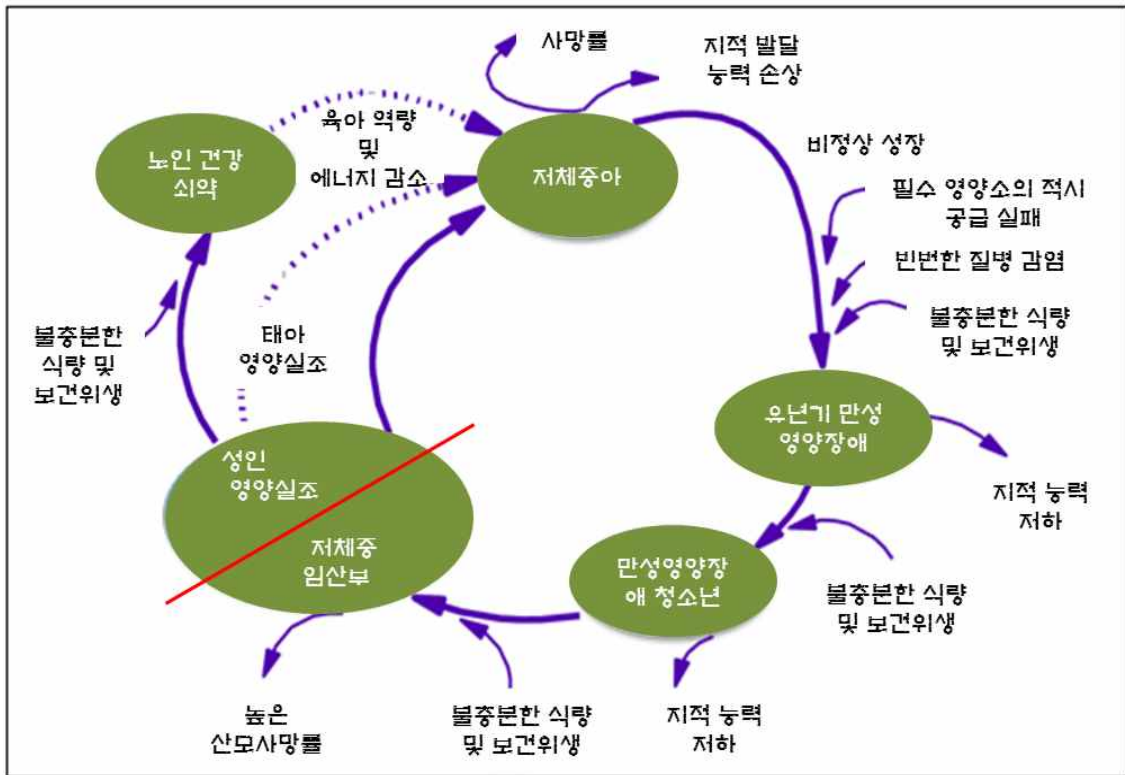 사망률
지적 발달
능력 손상
육아 역량
및
에너지 감소
노인 건강
쇠약
저체중아
비정상 성장
필수 영양소의 적시
공급 실패
빈번한 질병 감염
불충분한 식량
및 보건위생
불충분한
식량 및
보건위생
태아
영양실조
유년기 만성
영양장애
성인
영양실조
저체중
임산부
지적 능력
저하
만성영양장
애 청소년
불충분한 식량
및 보건위생
높은
산모사망률
불충분한 식량
및 보건위생
지적 능력
저하